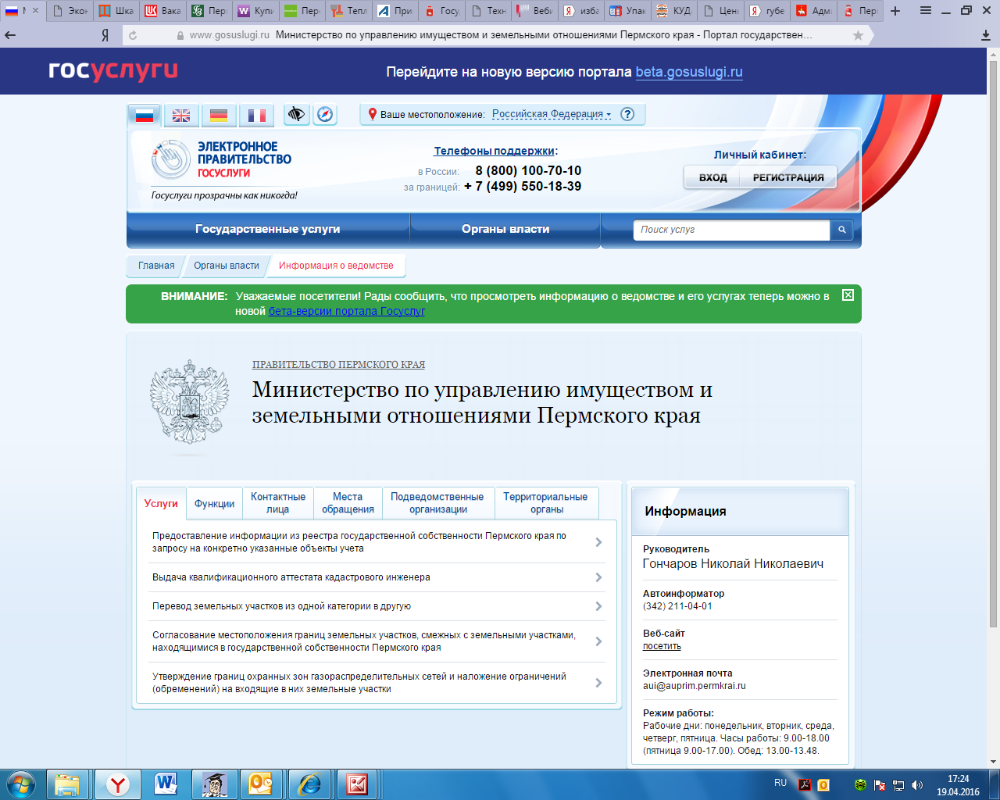 М
Экон
Шка
Вака
Перм
Купи
Перм
Тепл
При
Госу
Техн
Веби
изба
Упак
КУДА
Цень
губе
Адми
Перм
www.gosuslugi.ru Министерство по управлению имуществом и земельными отношениями Пермского края - Портал государствен...
госуслуги
Перейдите на новую версию портала beta.gosuslugi.ru
Ваше местоположение: Российская Федерация
ЭЛЕКТРОННОЕ
ПРАВИТЕЛЬСТВО
ГОСУСЛУГИ
Госуслуги прозрачны как никогда!
Телефоны поддержки:
в России: 8 (800) 100-70-10
за границей: + 7 (499) 550-18-39
Личный кабинет:
ВХОД РЕГИСТРАЦИЯ
Государственные услуги
Органы власти
Поиск услуг
Главная
Органы власти
Информация о ведомстве
ВНИМАНИЕ: Уважаемые посетители! Рады сообщить, что просмотреть информацию о ведомстве и его услугах теперь можно в
новой бета-версии портала Госуслуг
ПРАВИТЕЛЬСТВО ПЕРМСКОГО КРАЯ
Министерство по управлению имуществом и
земельными отношениями Пермского края
Услуги
Функции
Контактные
лица
Места
обращения
Подведомственные
организации
Территориальные
органы
Предоставление информации из реестра государственной собственности Пермского края по
запросу на конкретно указанные объекты учета
Выдача квалификационного аттестата кадастрового инженера
Перевод земельных участков из одной категории в другую
Согласование местоположения границ земельных участков, смежных с земельными участками,
находящимися в государственной собственности Пермского края
Утверждение границ охранных зон газораспределительных сетей и наложение ограничений
(обременений) на входящие в них земельные участки
Информация
Руководитель
Гончаров Николай Николаевич
Автоинформатор
(342) 211-04-01
Веб-сайт
посетить
Электронная почта
aui@auprim.permkrai.ru
Режим работы:
Рабочие дни: понедельник, вторник, среда,
четверг, пятница. Часы работы: 9.00-18.00
(пятница 9.00-17.00). Обед: 13.00-13.48.
RU
17:24
19.04.2016